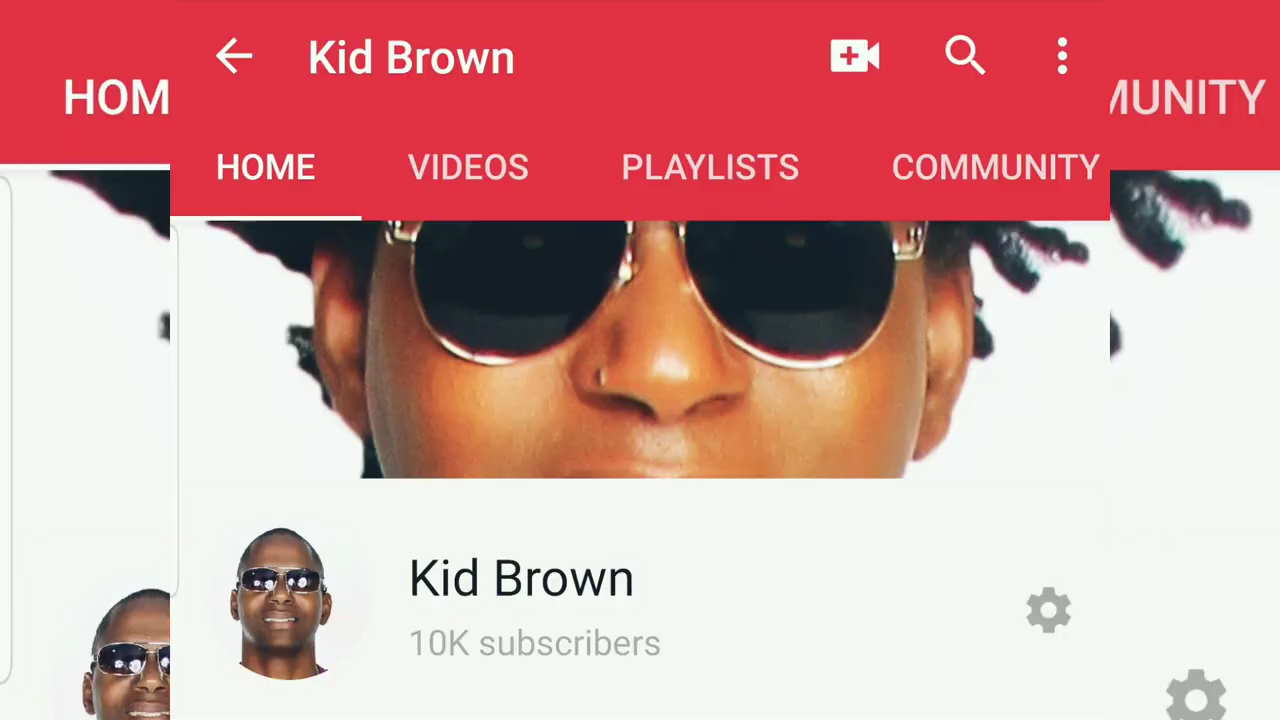 Kid Brown
HOM
HOME VIDEOS PLAYLISTS COMMUNITY
MUNITY
Kid Brown
10K subscribers